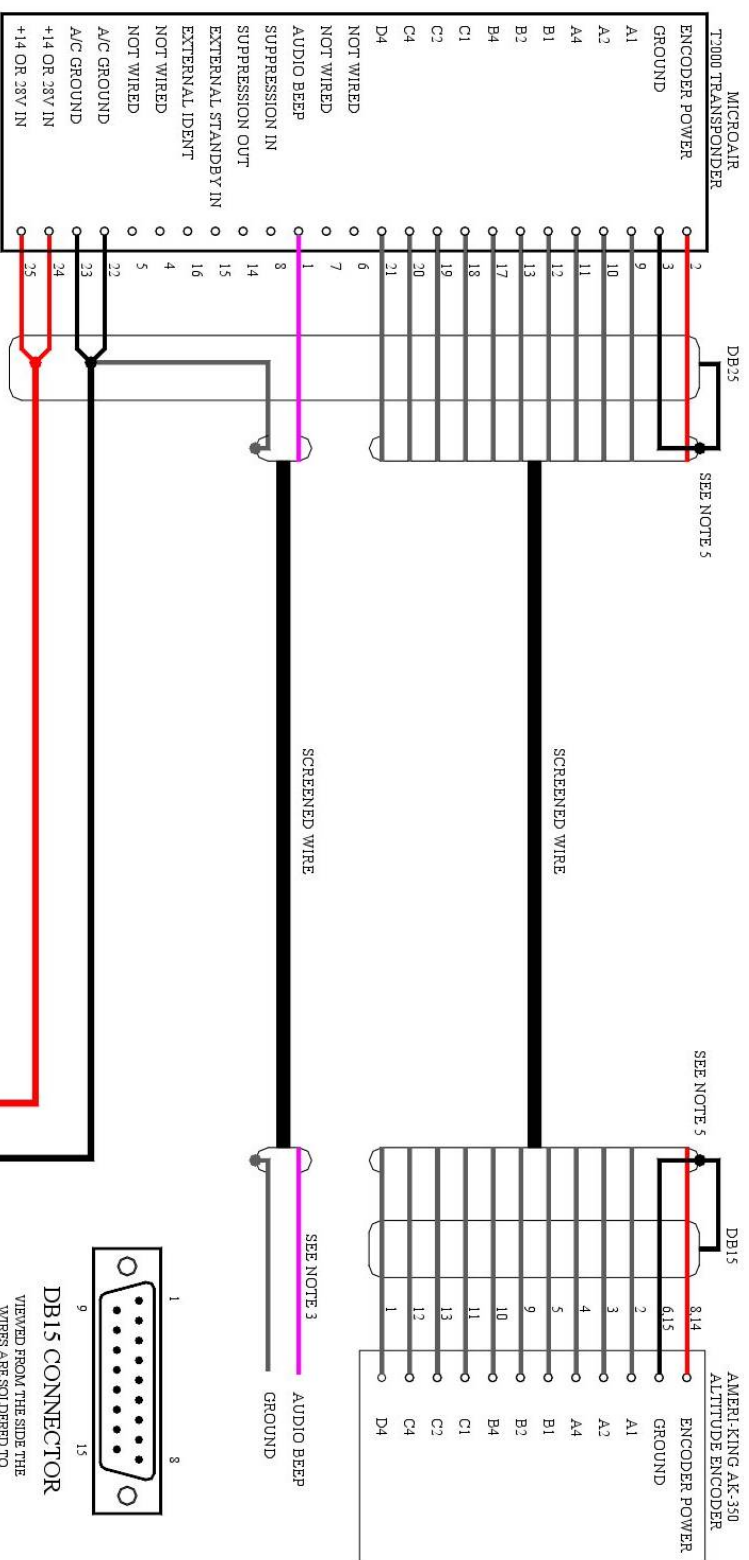 MICROAIR
T2000 TRANSPONDER
DB25
DB15
AMERI-KING AK-350
ALTITUDE ENCODER
SEE NOTE 5
SEE NOTE 5
ENCODER POWER 2
8,14 ENCODER POWER
GROUND 3
6,15 GROUND
A1 9
2 A1
A2 10
3 A2
A4 11
4 A4
B1 12
5 B1
B2 13
9 B2
SCREENED WIRE
B4 17
10 B4
C1 18
11 C1
C2 19
13 C2
C4 20
12 C4
D4 21
1 D4
NOT WIRED 6
NOT WIRED 7
SCREENED WIRE
SEE NOTE 3
AUDIO BEEP 1
AUDIO BEEP
SUPPRESSION IN 8
GROUND
SUPPRESSION OUT 14
EXTERNAL STANDBY IN 15
EXTERNAL IDENT 16
NOT WIRED 4
NOT WIRED 5
A/C GROUND 22
A/C GROUND 23
+14 OR 28V IN 24
+14 OR 28V IN 25
1 8
9 15
DB15 CONNECTOR
VIEWED FROM THE SIDE THE
WIRES ARE SOLDERED TO